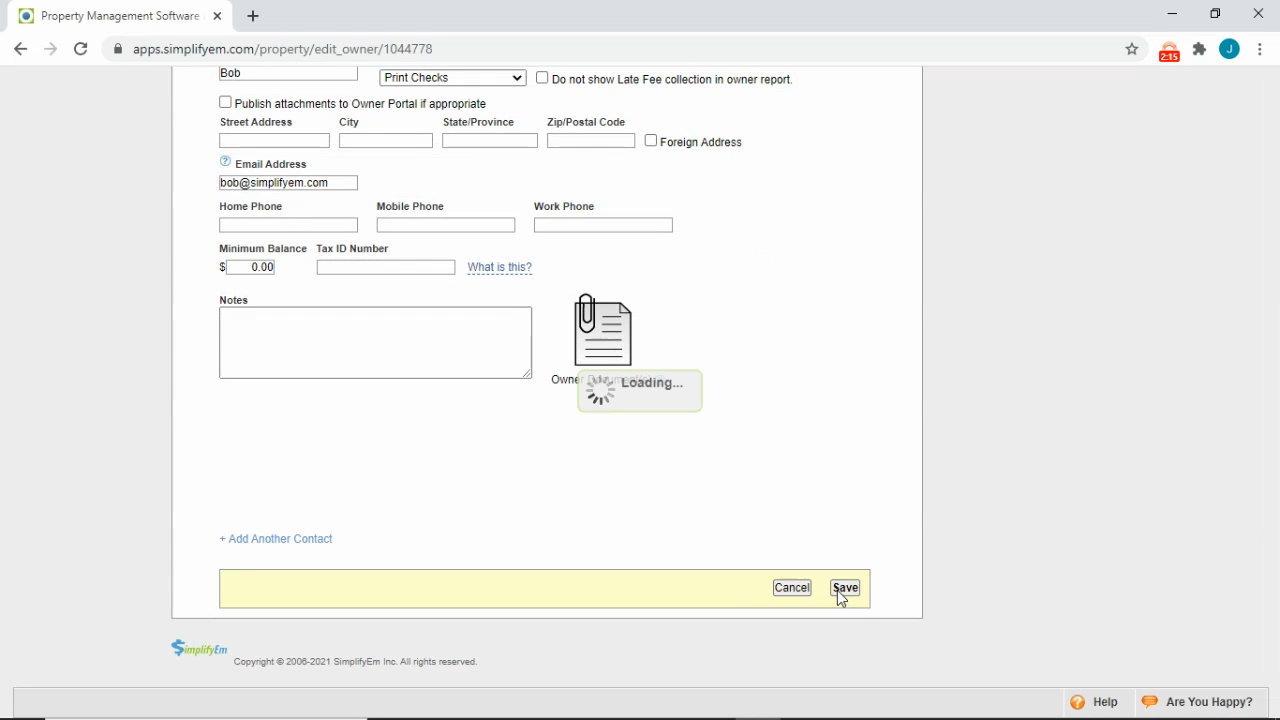 Property Management Software
apps.simplifyem.com/property/edit_owner/1044778
2:15
J
Bob
Print Checks
Do not show Late Fee collection in owner report.
Publish attachments to Owner Portal if appropriate
Street Address City State/Province Zip/Postal Code
Foreign Address
? Email Address
bob@simplifyem.com
Home Phone Mobile Phone Work Phone
Minimum Balance Tax ID Number
$ 0.00 What is this?
Notes
Owner
Loading...
+ Add Another Contact
Cancel Save
SimplifyEm
Copyright © 2006-2021 SimplifyEm Inc. All rights reserved.
? Help Are You Happy?